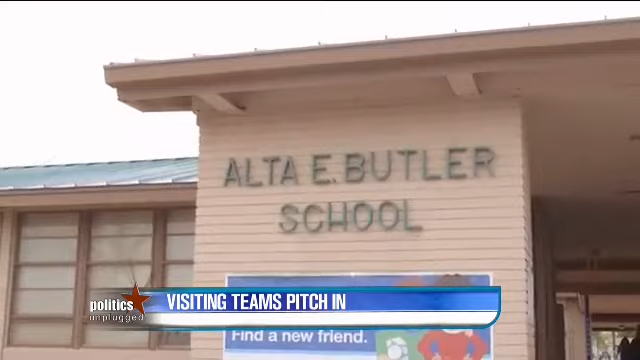 ALTA E. BUTLER
SCHOOL
politics
unplugged
VISITING TEAMS PITCH IN
Find a new friend.